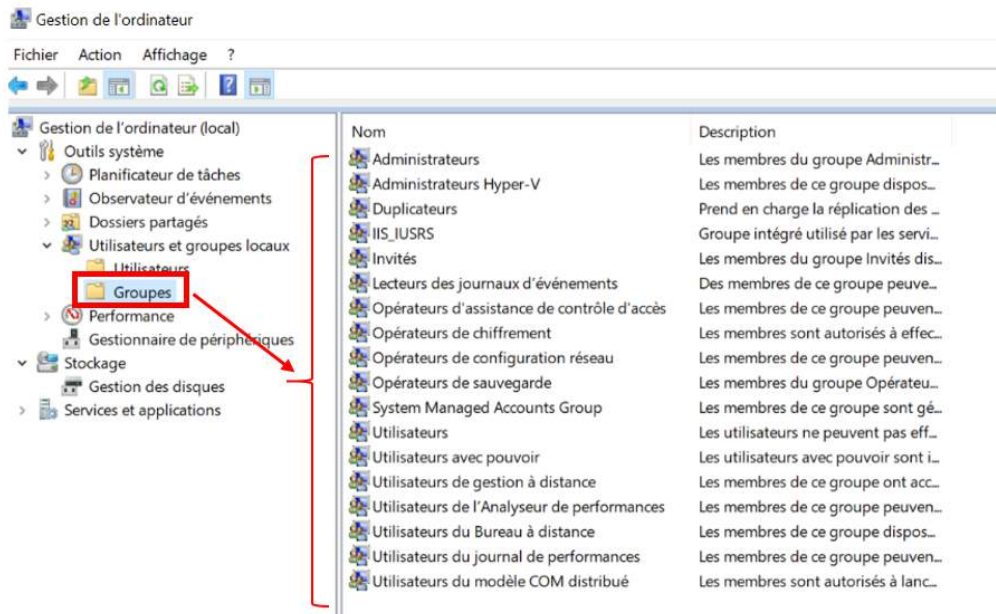 Gestion de l'ordinateur
Fichier Action Affichage ?
Gestion de l'ordinateur (local)
Outils système
Planificateur de tâches
Observateur d'événements
Dossiers partagés
Utilisateurs et groupes locaux
Utilisateurs
Groupes
Performance
Gestionnaire de périphériques
Stockage
Gestion des disques
Services et applications
Nom Description
Administrateurs Les membres du groupe Administr...
Administrateurs Hyper-V Les membres de ce groupe dispos...
Duplicateurs Prend en charge la réplication des ...
IIS_IUSRS Groupe intégré utilisé par les servi...
Invités Les membres du groupe Invités dis...
Lecteurs des journaux d'événements Des membres de ce groupe peuve...
Opérateurs d'assistance de contrôle d'accès Les membres de ce groupe peuven...
Opérateurs de chiffrement Les membres sont autorisés à effec...
Opérateurs de configuration réseau Les membres de ce groupe peuven...
Opérateurs de sauvegarde Les membres du groupe Opérateu...
System Managed Accounts Group Les membres de ce groupe sont gé...
Utilisateurs Les utilisateurs ne peuvent pas eff...
Utilisateurs avec pouvoir Les utilisateurs avec pouvoir sont i...
Utilisateurs de gestion à distance Les membres de ce groupe ont acc...
Utilisateurs de l'Analyseur de performances Les membres de ce groupe peuven...
Utilisateurs du Bureau à distance Les membres de ce groupe dispos...
Utilisateurs du journal de performances Les membres de ce groupe peuven...
Utilisateurs du modèle COM distribué Les membres sont autorisés à lanc...